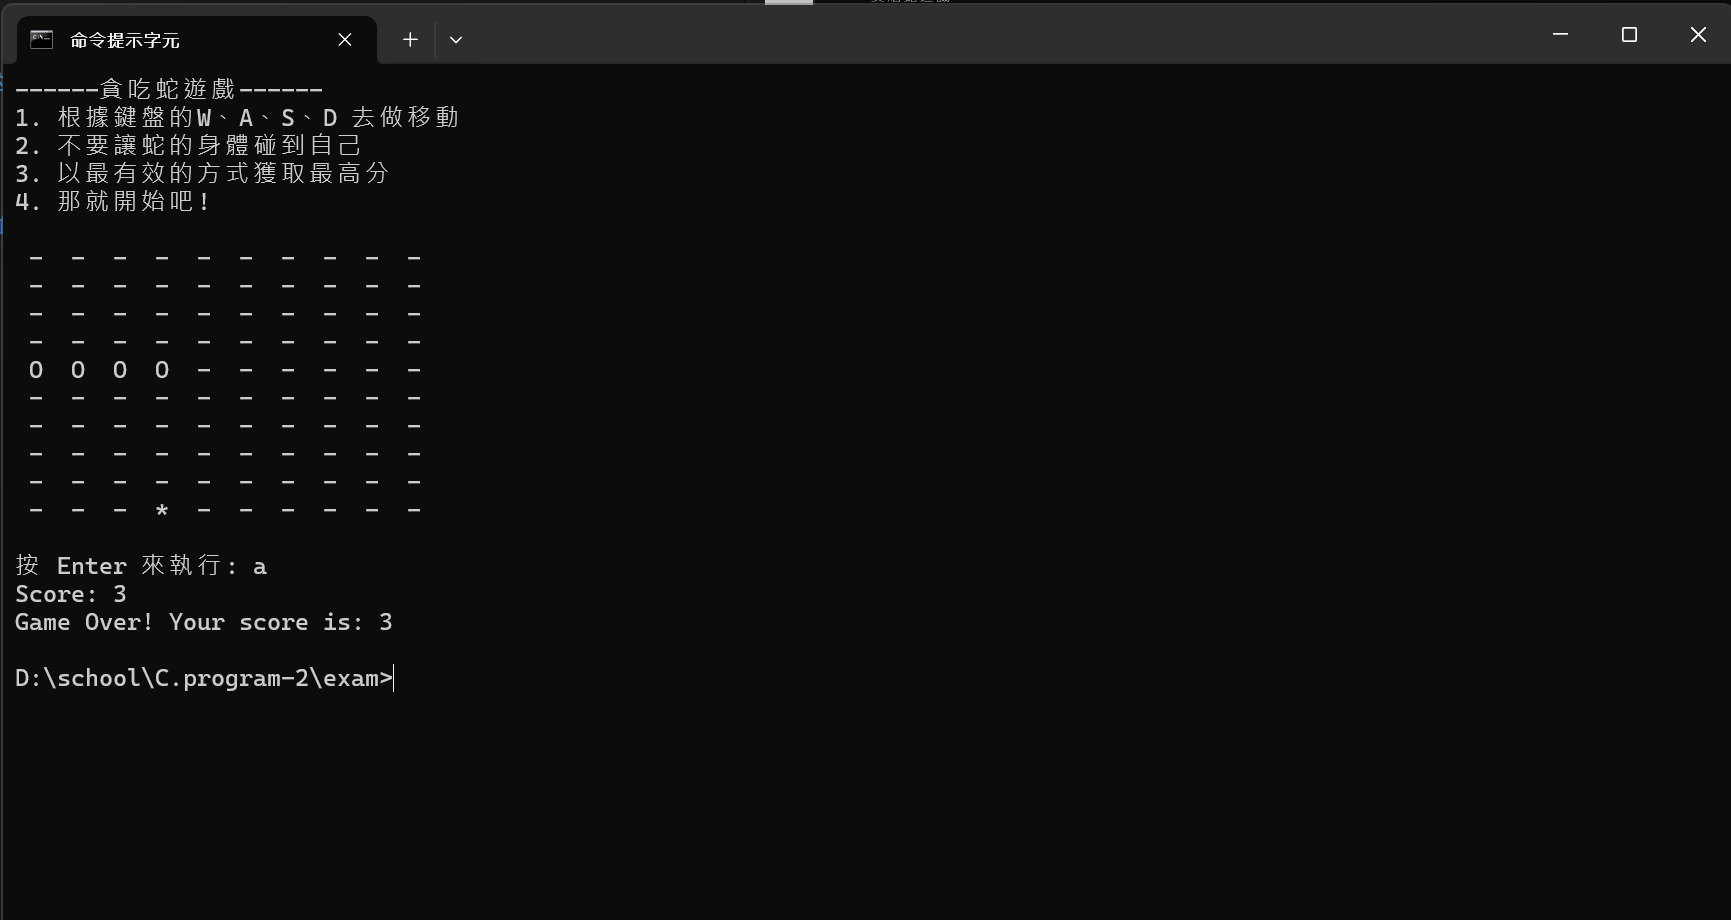 命令提示字元
------貪吃蛇遊戲------
1. 根據鍵盤的W、A、S、D 去做移動
2. 不要讓蛇的身體碰到自己
3. 以最有效的方式獲取最高分
4. 那就開始吧!
- - - - - - - - - -
- - - - - - - - - -
- - - - - - - - - -
- - - - - - - - - -
O O O O - - - - - -
- - - - - - - - - -
- - - - - - - - - -
- - - - - - - - - -
- - - - - - - - - -
- - - * - - - - - -
按 Enter 來執行: a
Score: 3
Game Over! Your score is: 3
D:\school\C.program-2\exam>